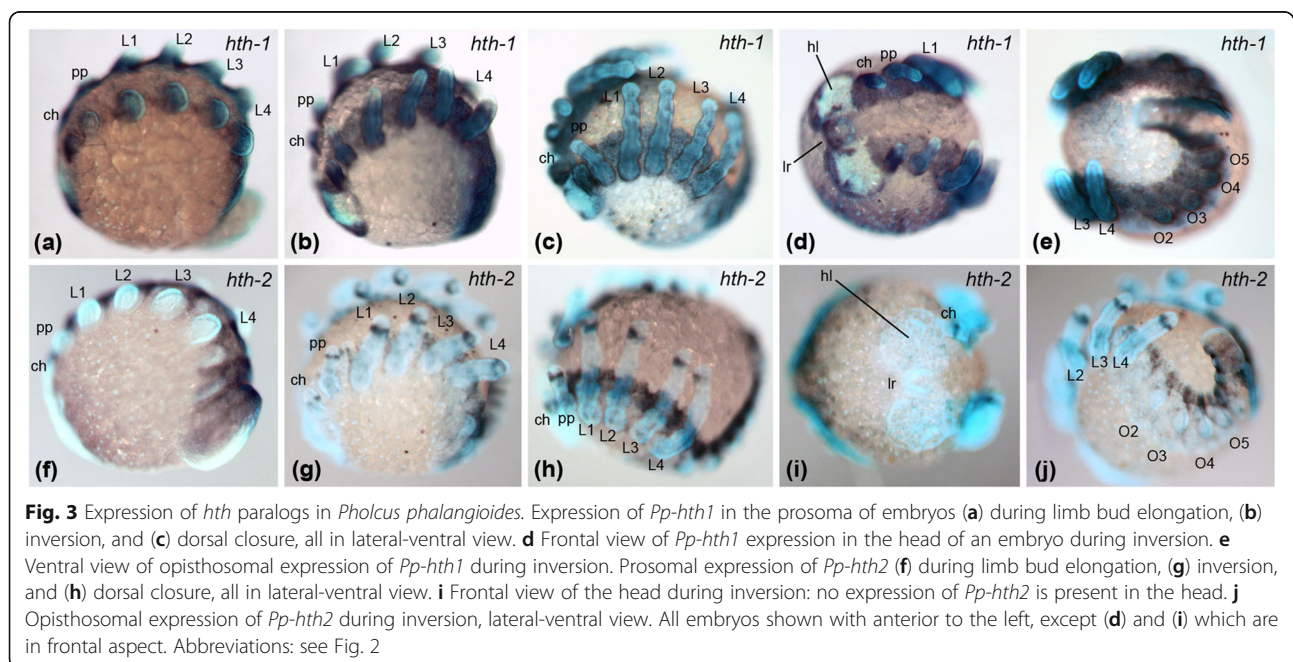 L1 L2 L3 L4 pp ch hth-1 (a)
L1 L2 L3 L4 pp ch hth-1 (b)
L1 L2 L3 L4 pp ch hth-1 (c)
hl ch pp L1 lr hth-1 (d)
L3 L4 O2 O3 O4 O5 hth-1 (e)
L1 L2 L3 L4 pp ch hth-2 (f)
L1 L2 L3 L4 pp ch hth-2 (g)
ch pp L1 L2 L3 L4 hth-2 (h)
hl ch lr hth-2 (i)
L2 L3 L4 O2 O3 O4 O5 hth-2 (j)
Fig. 3 Expression of hth paralogs in Pholcus phalangioides. Expression of Pp-hth1 in the prosoma of embryos (a) during limb bud elongation, (b)
inversion, and (c) dorsal closure, all in lateral-ventral view. d Frontal view of Pp-hth1 expression in the head of an embryo during inversion. e
Ventral view of opisthosomal expression of Pp-hth1 during inversion. Prosomal expression of Pp-hth2 (f) during limb bud elongation, (g) inversion,
and (h) dorsal closure, all in lateral-ventral view. i Frontal view of the head during inversion: no expression of Pp-hth2 is present in the head. j
Opisthosomal expression of Pp-hth2 during inversion, lateral-ventral view. All embryos shown with anterior to the left, except (d) and (i) which are
in frontal aspect. Abbreviations: see Fig. 2